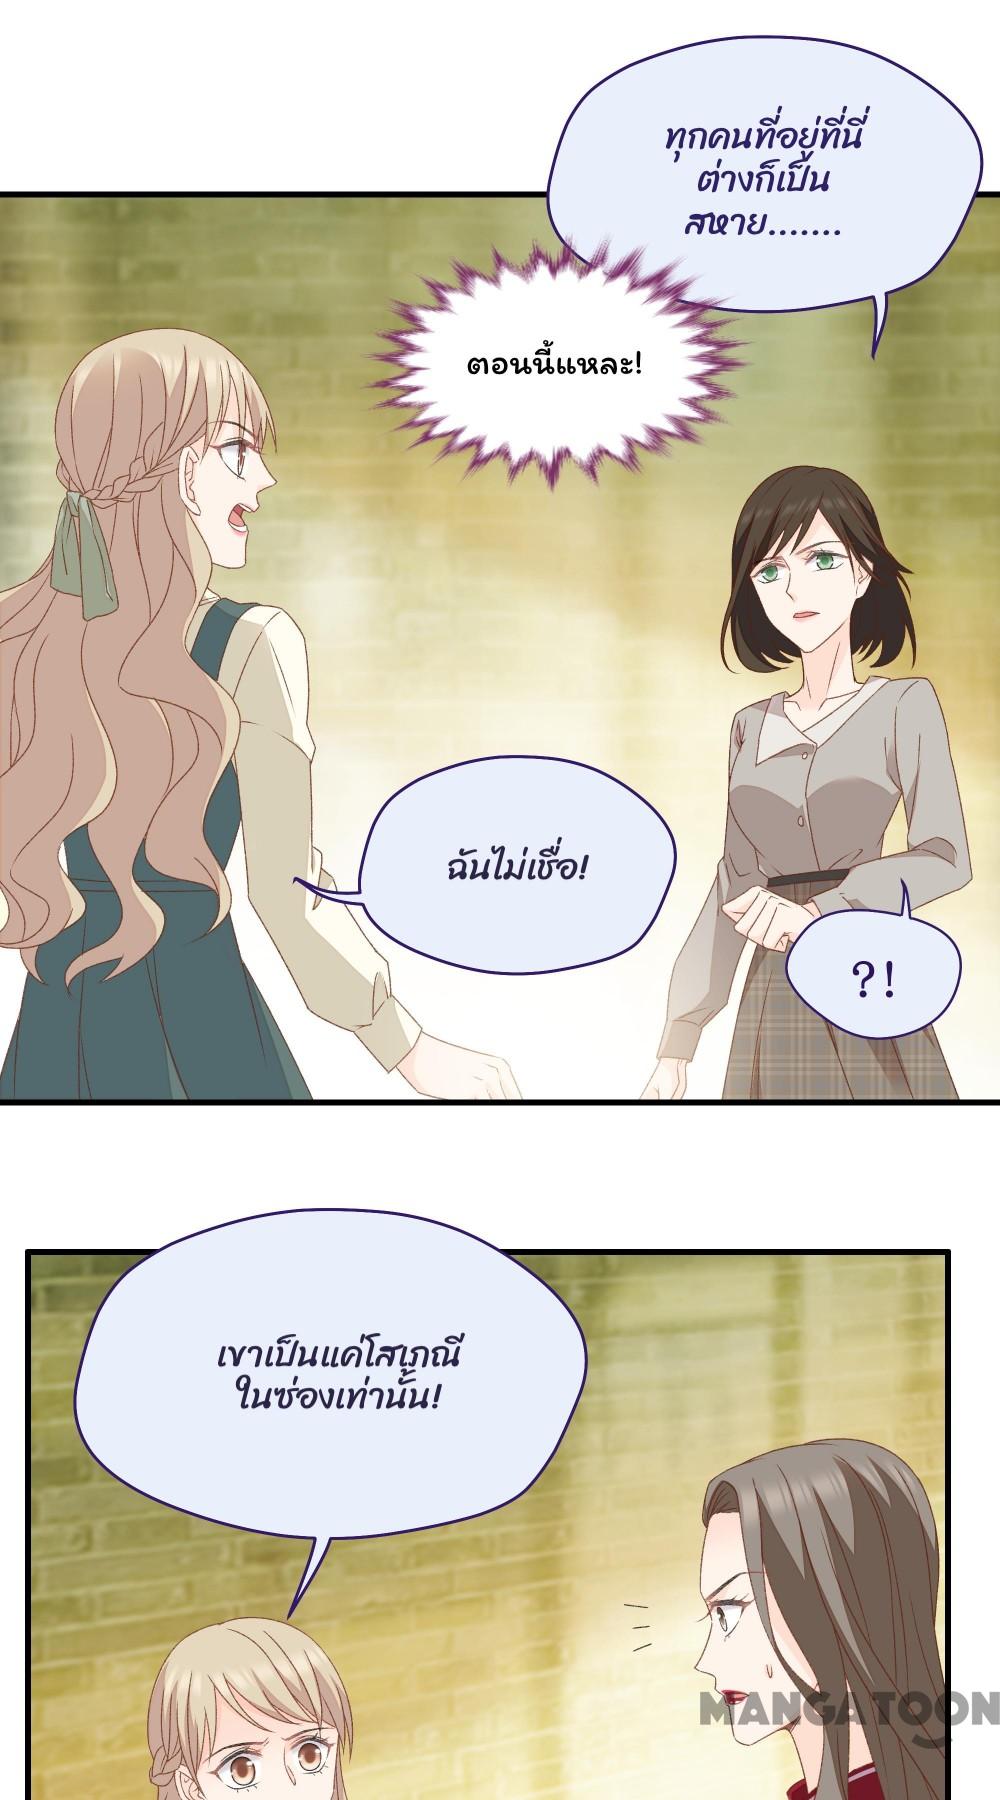 ทุกคนที่อยู่ที่นี่
ต่างก็เป็น
สหาย.......
ตอนนี้แหละ!
ฉันไม่เชื่อ!
?!
เขาเป็นแค่โสเภณี
ในซ่องเท่านั้น!
MANGATOON